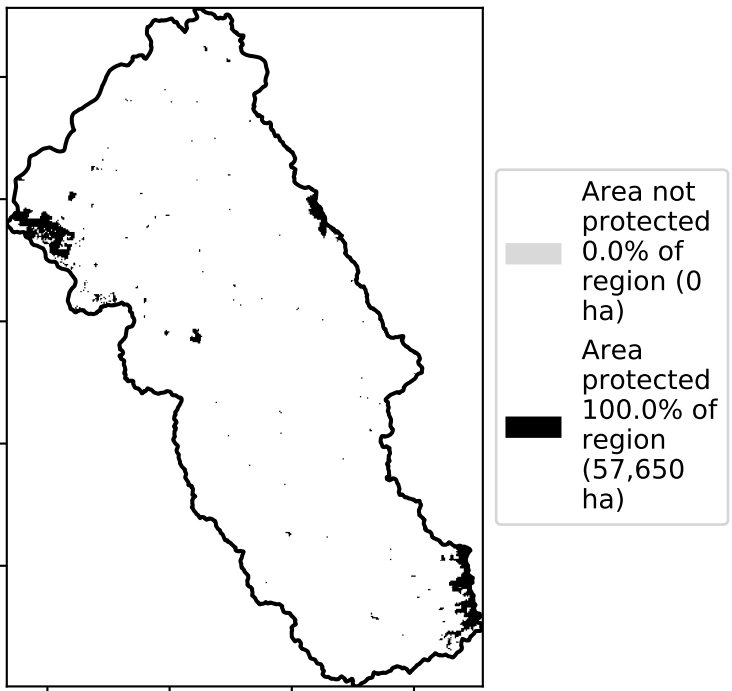 Area not
protected
0.0% of
region (0
ha)
Area
protected
100.0% of
region
(57,650
ha)